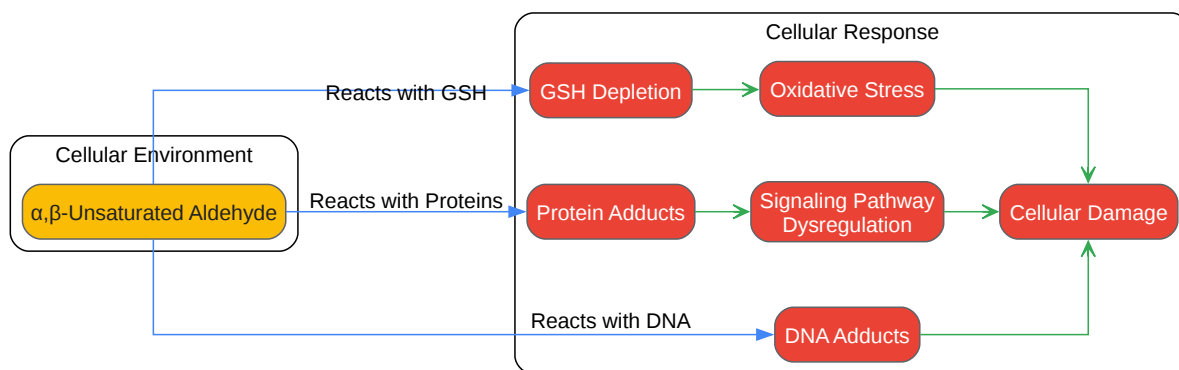 Cellular Response
Reacts with GSH
GSH Depletion
Oxidative Stress
Cellular Environment
α,β-Unsaturated Aldehyde
Reacts with Proteins
Protein Adducts
Signaling Pathway
Dysregulation
Cellular Damage
Reacts with DNA
DNA Adducts